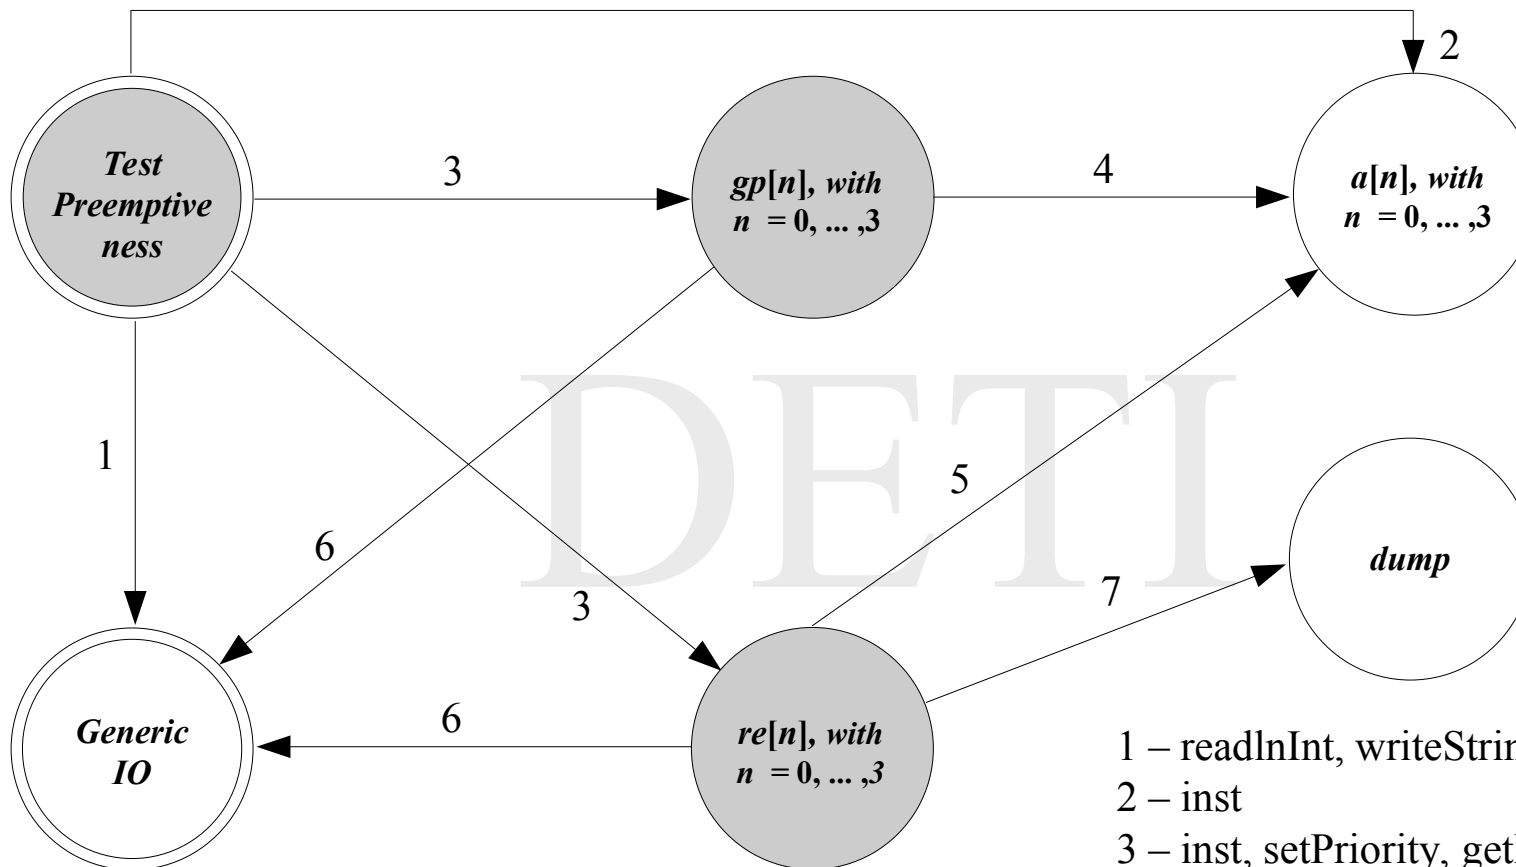 2
Test
Preemptive
ness
3
gp[n], with
n = 0, ... ,3
4
a[n], with
n = 0, ... ,3
1
6
3
5
DETI
7
dump
Generic
IO
6
re[n], with
n = 0, ... ,3
1 – readlnInt, writeStrin
2 – inst
3 – inst, setPriority, get